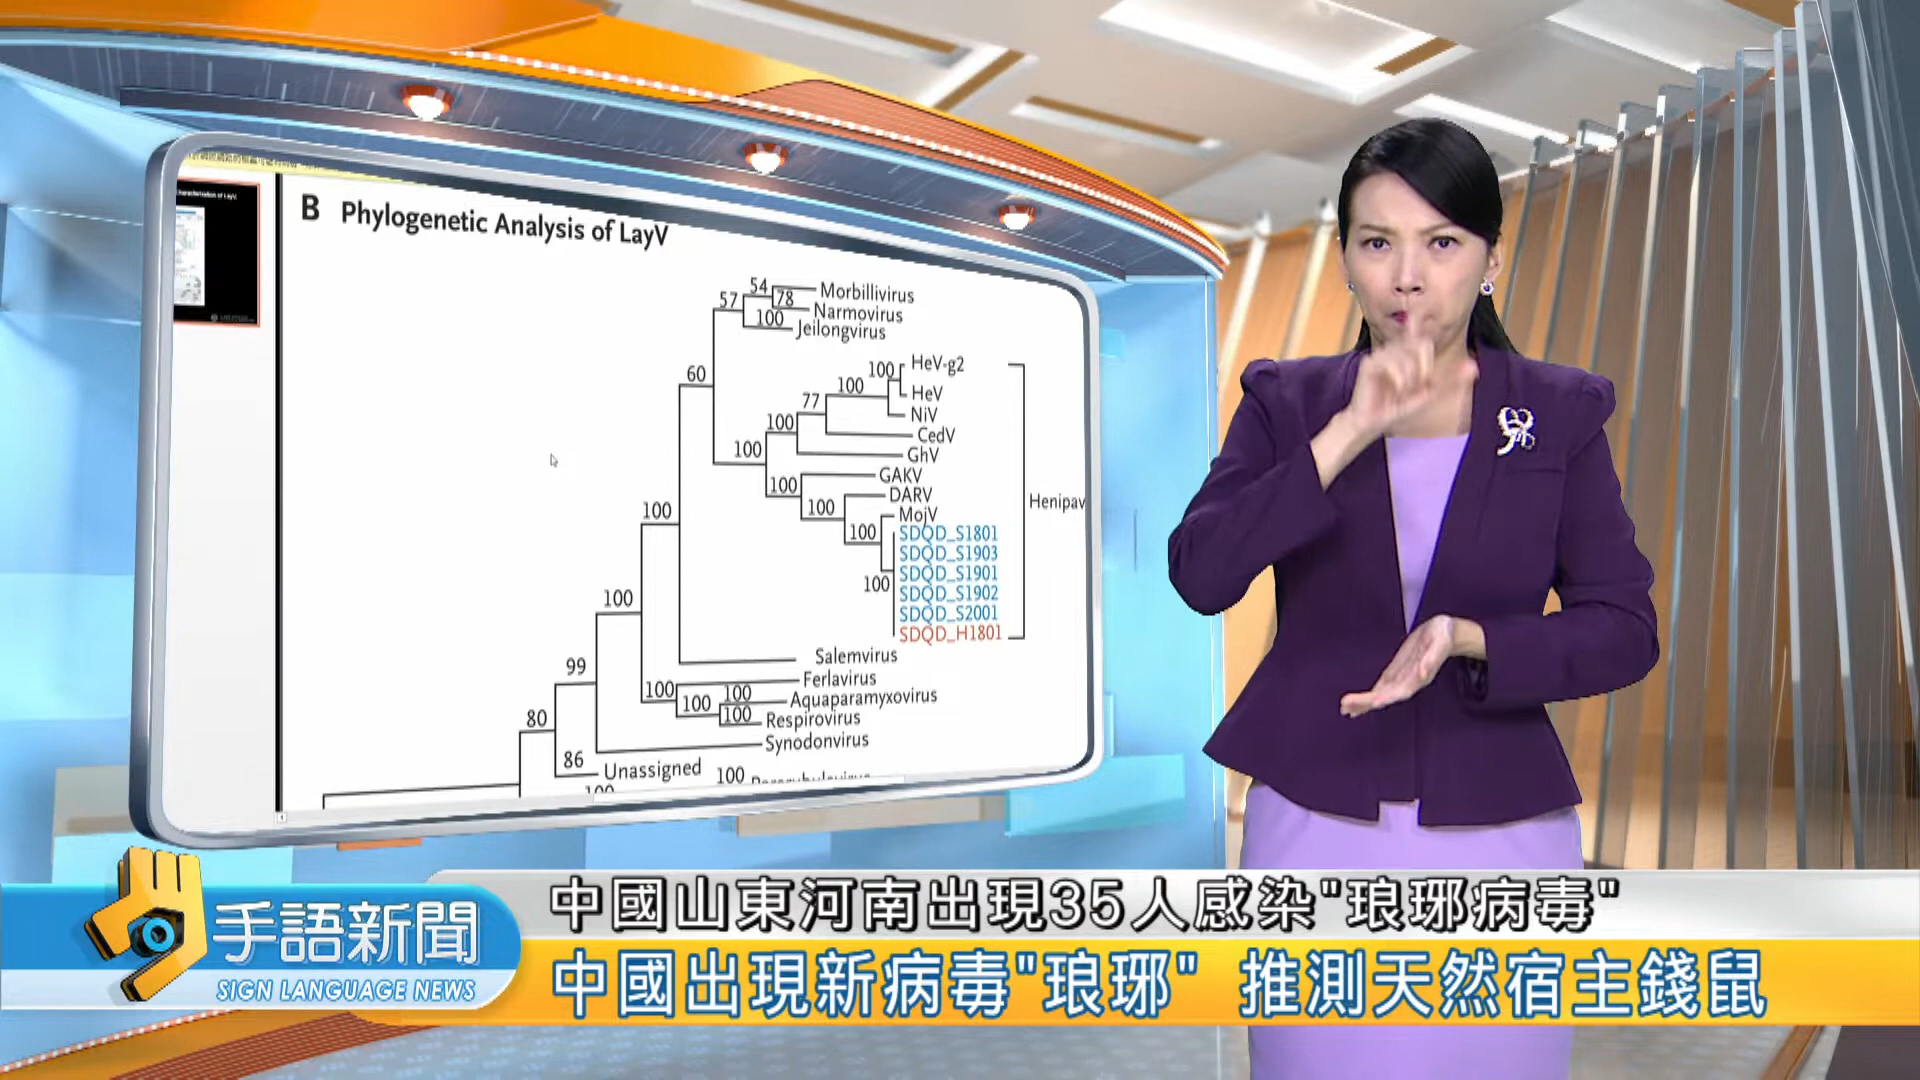 B Phylogenetic Analysis of LayV
54
Morbillivirus
57
78
Narmovirus
100
Jeilongvirus
HeV-g2
100
60
100
HeV
77
NiV
100
CedV
100
GhV
GAKV
100
DARV
100
MojV
Henipav
100
SDQD_S1801
100
SDQD_S1903
SDQD_S1901
100
SDQD_S1902
100
SDQD_S2001
SDQD_H1801
Salemvirus
99
Ferlavirus
100
100
Aquaparamyxovirus
100
100
Respirovirus
80
Synodonvirus
86
Unassigned
100
100
中國山東河南出現35人感染"琅琊病毒"
手語新聞
SIGN LANGUAGE NEWS
中國出現新病毒"琅琊" 推測天然宿主錢鼠